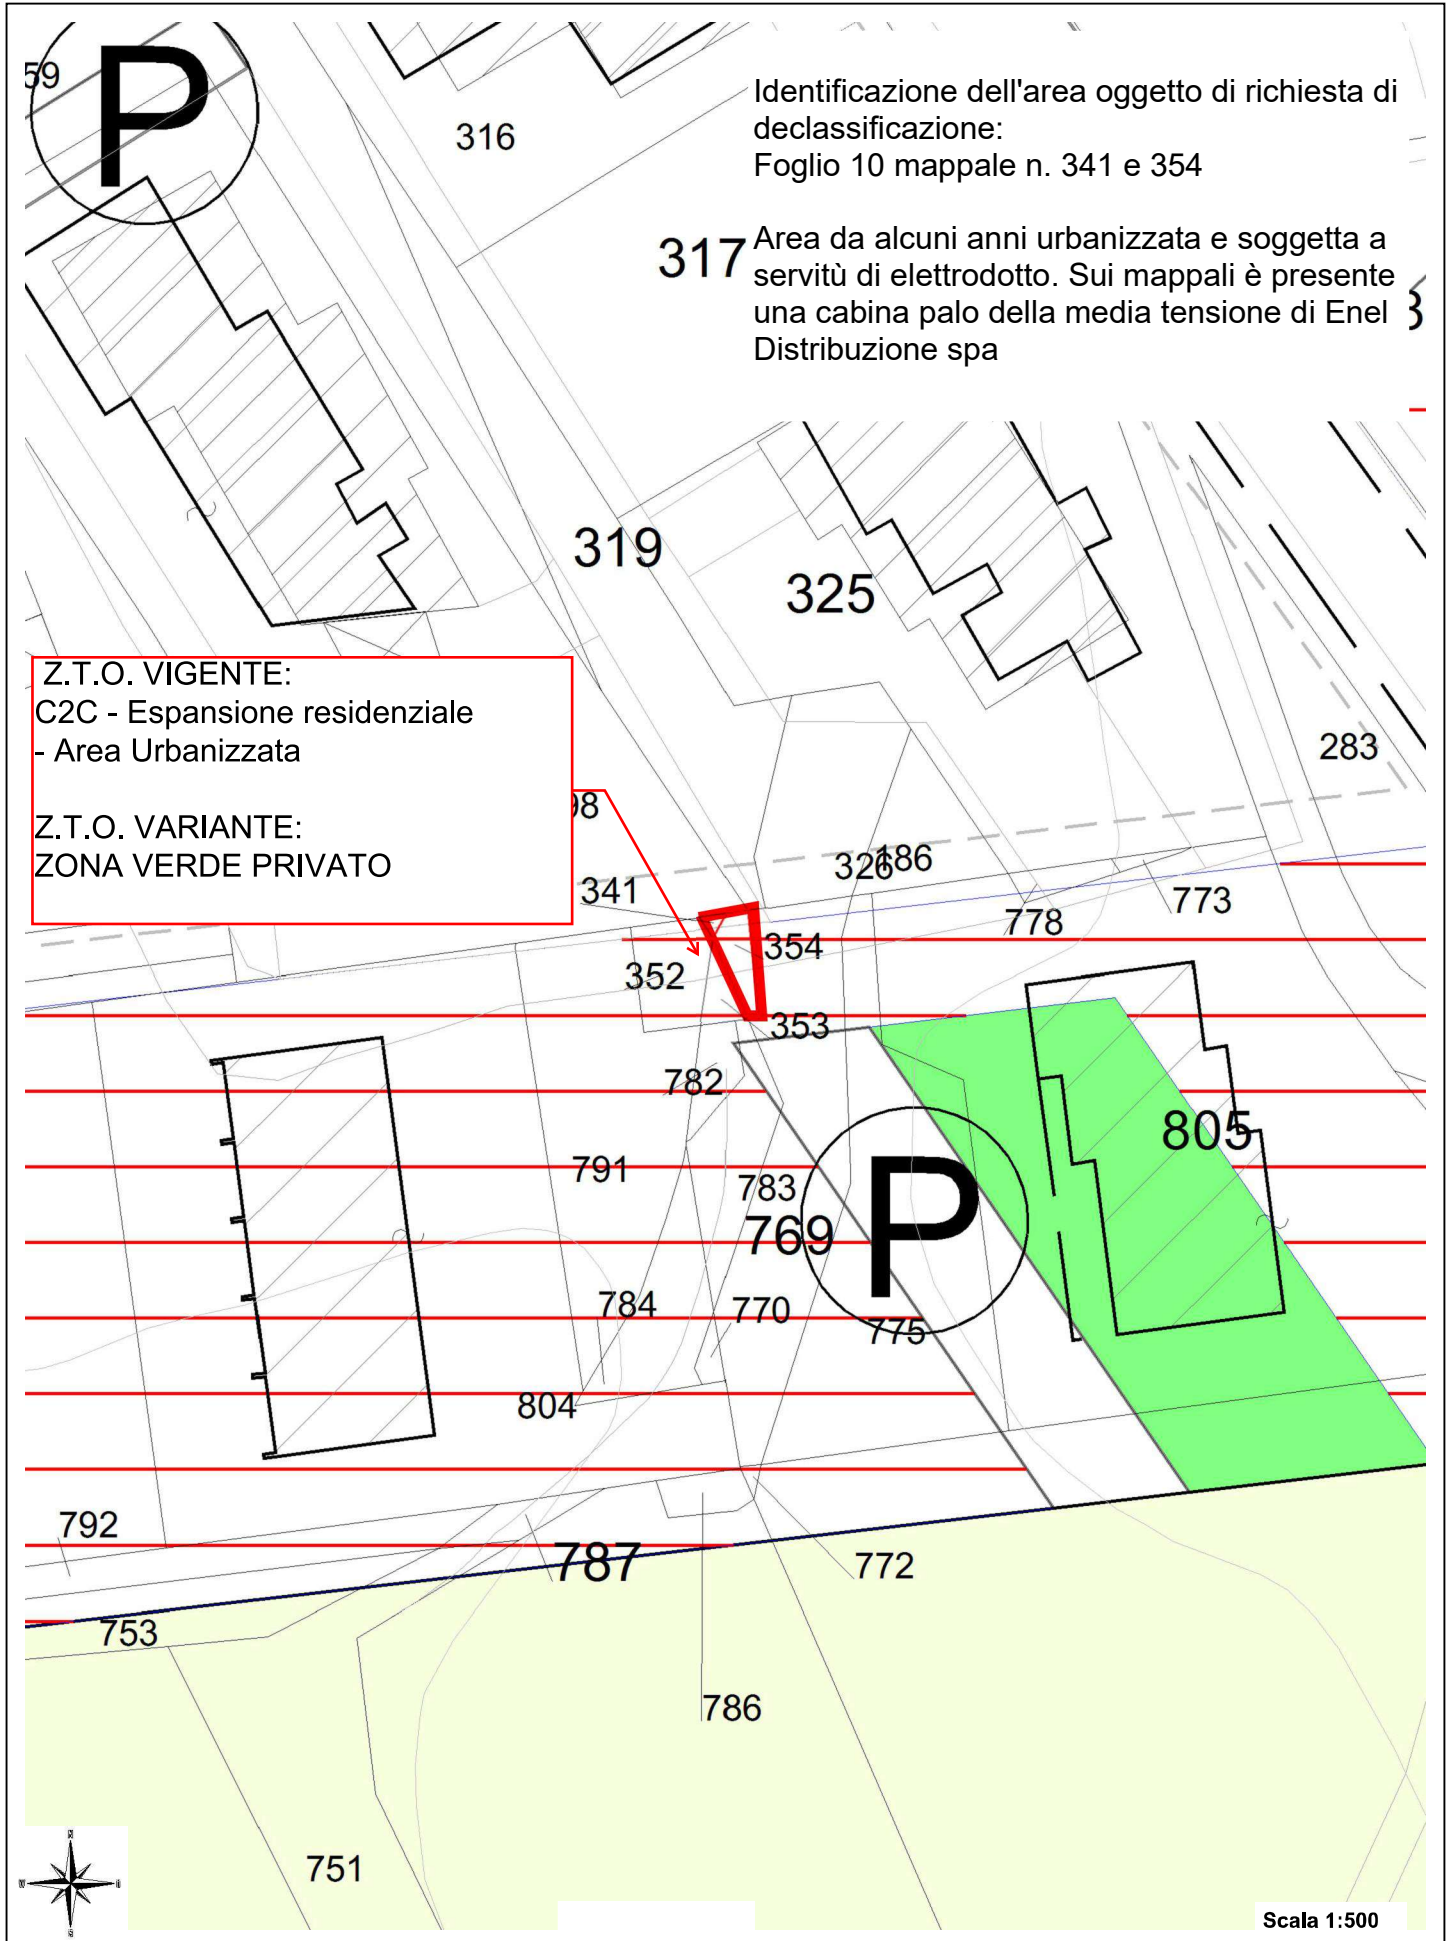 59
P
316
Identificazione dell'area oggetto di richiesta di
declassificazione:
Foglio 10 mappale n. 341 e 354
317
Area da alcuni anni urbanizzata e soggetta a
servitù di elettrodotto. Sui mappali è presente
una cabina palo della media tensione di Enel
Distribuzione spa
319
325
Z.T.O. VIGENTE:
C2C - Espansione residenziale
- Area Urbanizzata
Z.T.O. VARIANTE:
ZONA VERDE PRIVATO
283
98
326
186
341
773
778
354
352
353
782
805
791
783
769
P
784
770
775
804
792
787
772
753
786
751
N
W
S
Scala 1:500